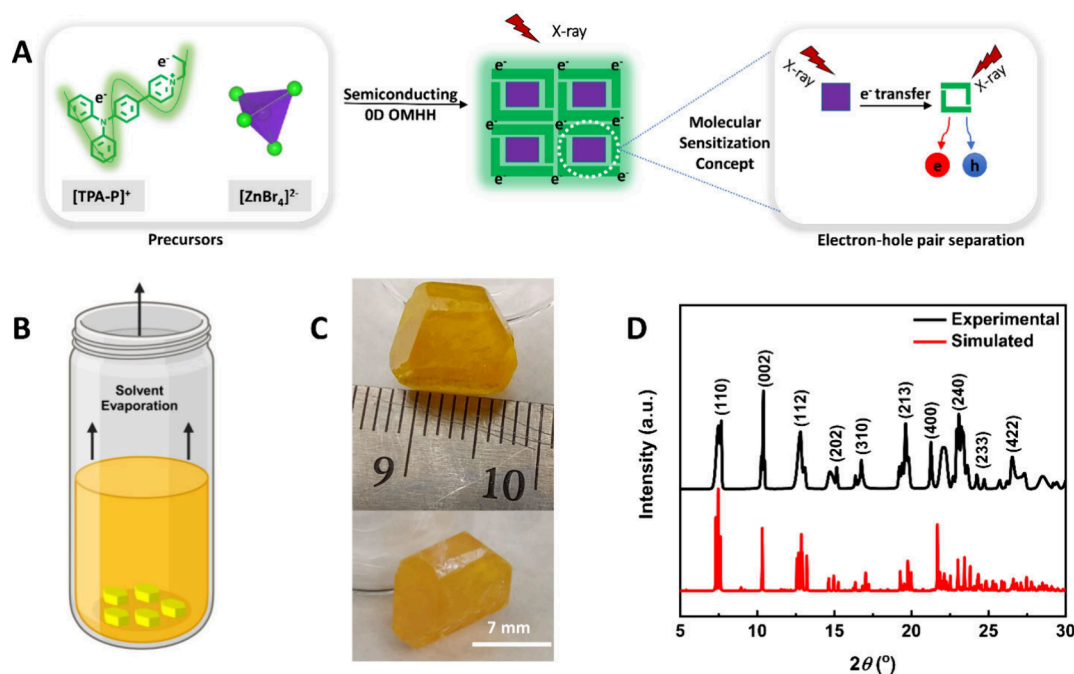 A
e-
e-
N
N+
[TPA-P]+
[ZnBr4]2-
Precursors
Semiconducting
0D OMHH
X-ray
e-
e-
e-
e-
e-
e-
e-
e-
Molecular
Sensitization
Concept
X-ray
X-ray
e- transfer
e
h
Electron-hole pair separation
B
Solvent
Evaporation
C
9
10
7 mm
D
Experimental
Simulated
(110)
(002)
(112)
(202)
(310)
(213)
(400)
(240)
(233)
(422)
Intensity (a.u.)
5
10
15
20
25
30
2θ (°)